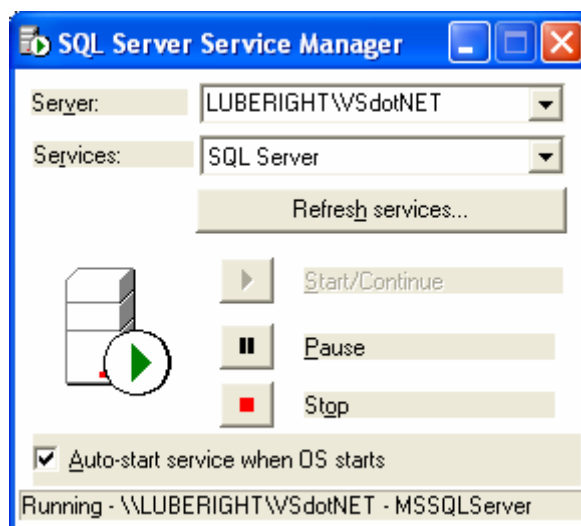 SQL Server Service Manager
Server:
LUBERIGHT\VSdotNET
Services:
SQL Server
Refresh services...
Start/Continue
Pause
Stop
Auto-start service when OS starts
Running - \\LUBERIGHT\VSdotNET - MSSQLServer